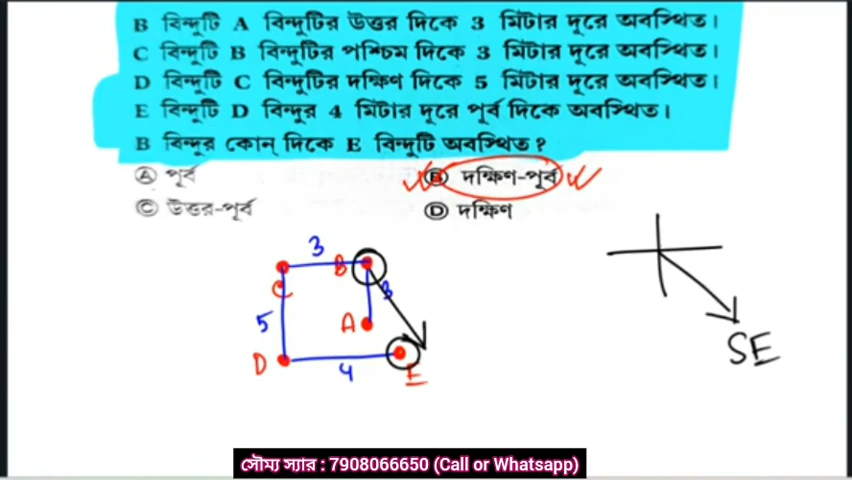 B বিন্দুটি A বিন্দুটির উত্তর দিকে 3 মিটার দূরে অবস্থিত।
C বিন্দুটি B বিন্দুটির পশ্চিম দিকে 3 মিটার দূরে অবস্থিত।
D বিন্দুটি C বিন্দুটির দক্ষিণ দিকে 5 মিটার দূরে অবস্থিত।
E বিন্দুটি D বিন্দুর 4 মিটার দূরে পূর্ব দিকে অবস্থিত।
B বিন্দুর কোন্ দিকে E বিন্দুটি অবস্থিত?
Ⓐ পূর্ব Ⓑ দক্ষিণ-পূর্ব
Ⓒ উত্তর-পূর্ব Ⓓ দক্ষিণ
3
B
C 3
5 A
D E
4
SE
সৌম্য স্যার : 7908066650 (Call or Whatsapp)